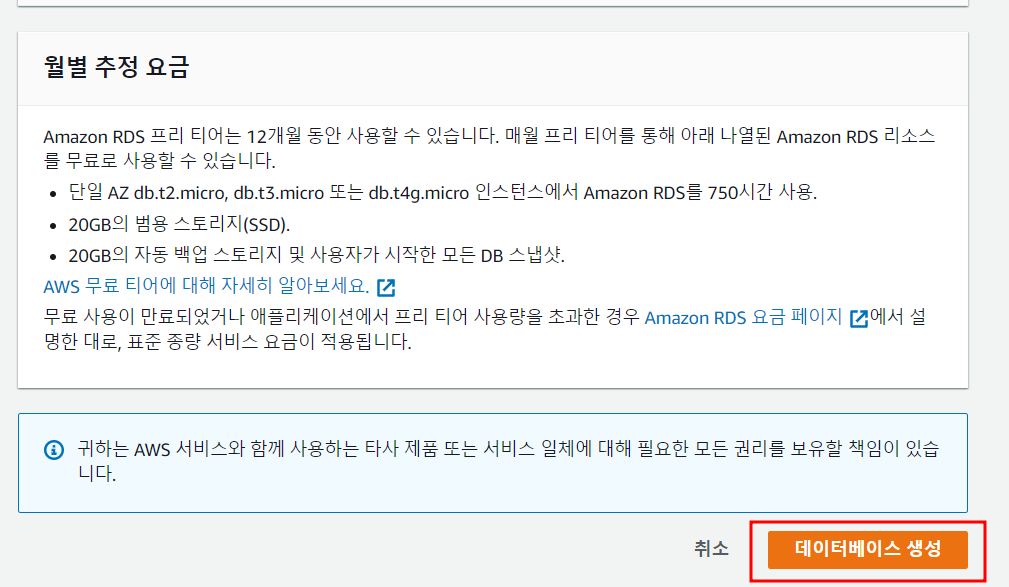 월별 추정 요금
Amazon RDS 프리 티어는 12개월 동안 사용할 수 있습니다. 매월 프리 티어를 통해 아래 나열된 Amazon RDS 리소스
를 무료로 사용할 수 있습니다.
• 단일 AZ db.t2.micro, db.t3.micro 또는 db.t4g.micro 인스턴스에서 Amazon RDS를 750시간 사용.
• 20GB의 범용 스토리지(SSD).
• 20GB의 자동 백업 스토리지 및 사용자가 시작한 모든 DB 스냅샷.
AWS 무료 티어에 대해 자세히 알아보세요.
무료 사용이 만료되었거나 애플리케이션에서 프리 티어 사용량을 초과한 경우 Amazon RDS 요금 페이지 에서 설
명한 대로, 표준 종량 서비스 요금이 적용됩니다.
귀하는 AWS 서비스와 함께 사용하는 타사 제품 또는 서비스 일체에 대해 필요한 모든 권리를 보유할 책임이 있습
니다.
취소 데이터베이스 생성